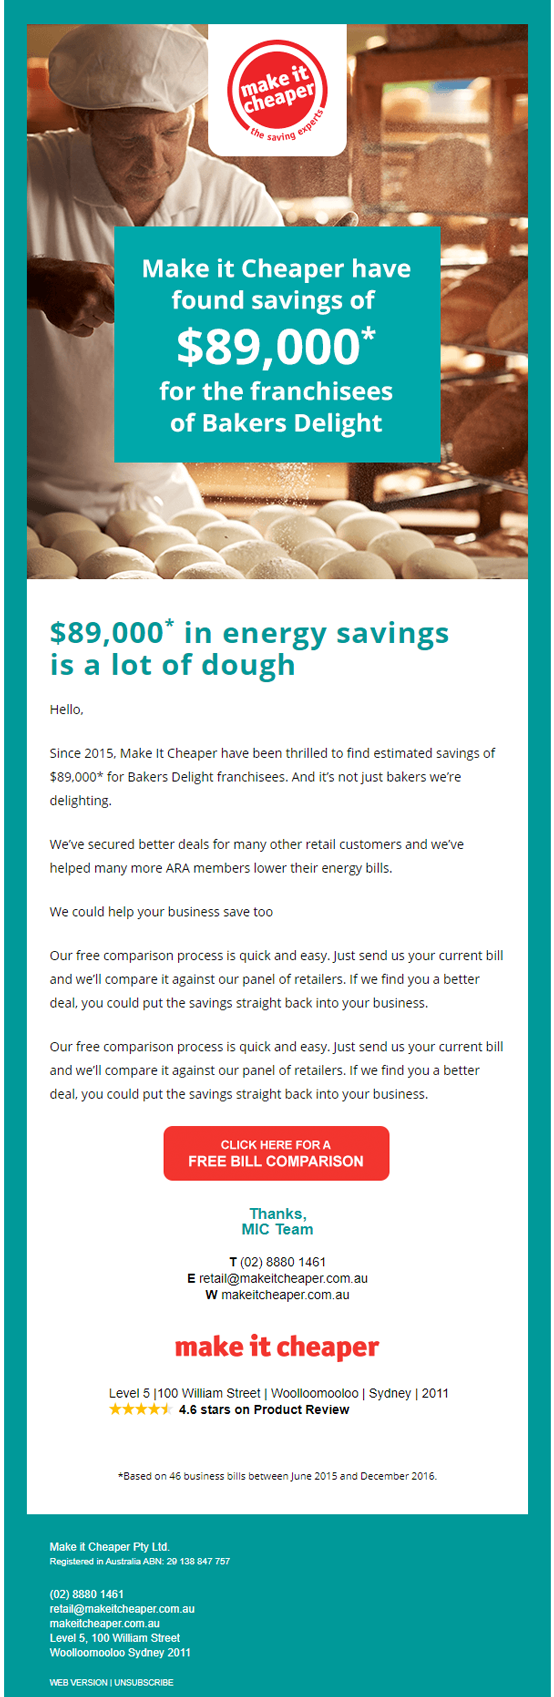 make it
cheaper
the saving experts
Make it Cheaper have
found savings of
$89,000*
for the franchisees
of Bakers Delight
$89,000* in energy savings
is a lot of dough
Hello,
Since 2015, Make It Cheaper have been thrilled to find estimated savings of
$89,000* for Bakers Delight franchisees. And it's not just bakers we're
delighting.
We've secured better deals for many other retail customers and we've
helped many more ARA members lower their energy bills.
We could help your business save too
Our free comparison process is quick and easy. Just send us your current bill
and we'll compare it against our panel of retailers. If we find you a better
deal, you could put the savings straight back into your business.
Our free comparison process is quick and easy. Just send us your current bill
and we'll compare it against our panel of retailers. If we find you a better
deal, you could put the savings straight back into your business.
CLICK HERE FOR A
FREE BILL COMPARISON
Thanks,
MIC Team
T (02) 8880 1461
E retail@makeitcheaper.com.au
W makeitcheaper.com.au
make it cheaper
Level 5 |100 William Street | Woolloomooloo | Sydney | 2011
4.6 stars on Product Review
*Based on 46 business bills between June 2015 and December 2016.
Make it Cheaper Pty Ltd.
Registered in Australia ABN: 29 138 847 757
(02) 8880 1461
retail@makeitcheaper.com.au
makeitcheaper.com.au
Level 5, 100 William Street
Woolloomooloo Sydney 2011
WEB VERSION | UNSUBSCRIBE